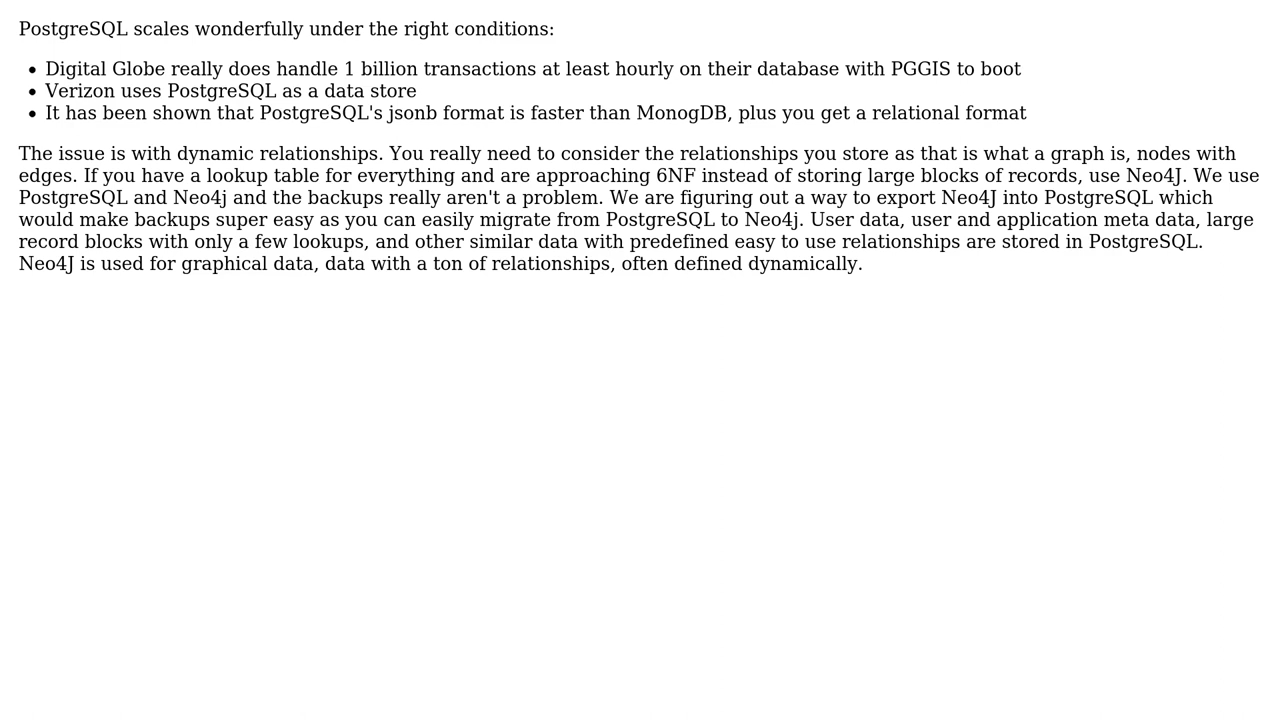 PostgreSQL scales wonderfully under the right conditions:
• Digital Globe really does handle 1 billion transactions at least hourly on their database with PGGIS to boot
• Verizon uses PostgreSQL as a data store
• It has been shown that PostgreSQL's jsonb format is faster than MonogDB, plus you get a relational format
The issue is with dynamic relationships. You really need to consider the relationships you store as that is what a graph is, nodes with
edges. If you have a lookup table for everything and are approaching 6NF instead of storing large blocks of records, use Neo4J. We use
PostgreSQL and Neo4j and the backups really aren't a problem. We are figuring out a way to export Neo4J into PostgreSQL which
would make backups super easy as you can easily migrate from PostgreSQL to Neo4j. User data, user and application meta data, large
record blocks with only a few lookups, and other similar data with predefined easy to use relationships are stored in PostgreSQL.
Neo4J is used for graphical data, data with a ton of relationships, often defined dynamically.